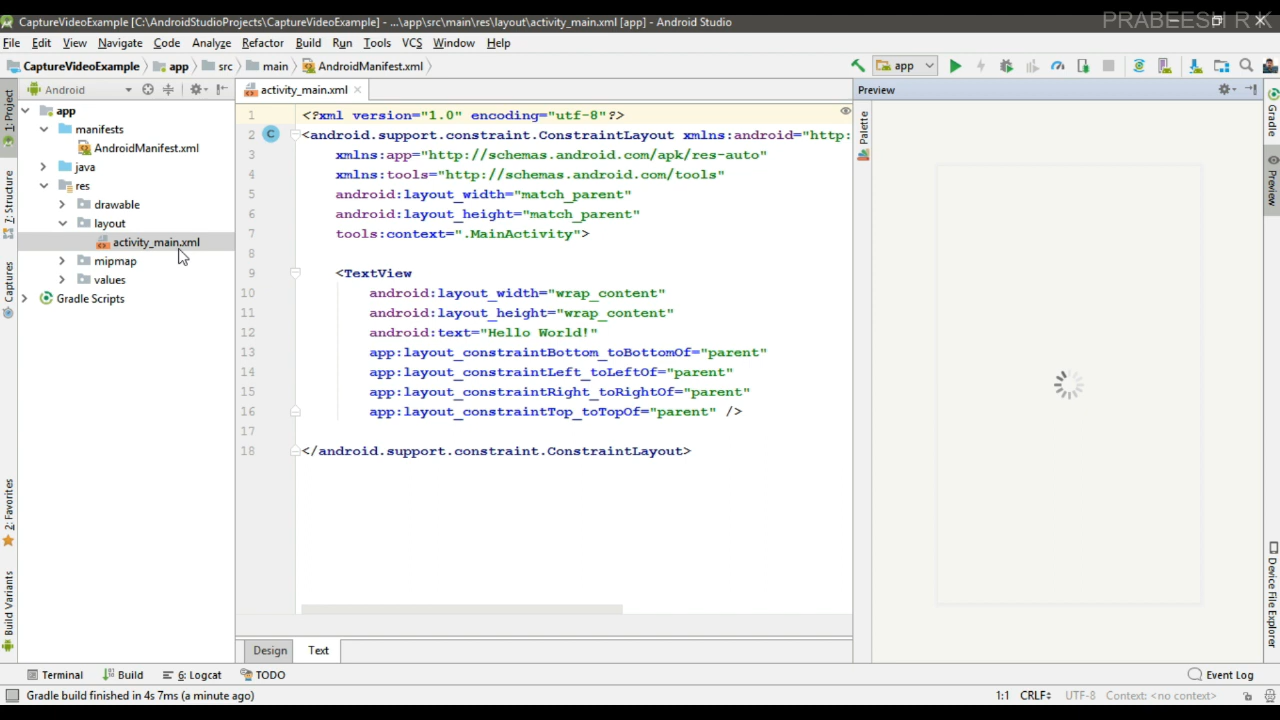 PRABEESH R K
CaptureVideoExample [C:\AndroidStudioProjects\CaptureVideoExample] - ...\app\src\main\res\layout\activity_main.xml [app] - Android Studio
File Edit View Navigate Code Analyze Refactor Build Run Tools VCS Window Help
CaptureVideoExample app src main AndroidManifest.xml app
Android activity_main.xml Preview
1: Project
7: Structure
Captures
2: Favorites
Build Variants
app
manifests
AndroidManifest.xml
java
res
drawable
layout
activity_main.xml
mipmap
values
Gradle Scripts
1 <?xml version="1.0" encoding="utf-8"?>
2 C <android.support.constraint.ConstraintLayout xmlns:android="http:
3 xmlns:app="http://schemas.android.com/apk/res-auto"
4 xmlns:tools="http://schemas.android.com/tools"
5 android:layout_width="match_parent"
6 android:layout_height="match_parent"
7 tools:context=".MainActivity">
8
9 <TextView
10 android:layout_width="wrap_content"
11 android:layout_height="wrap_content"
12 android:text="Hello World!"
13 app:layout_constraintBottom_toBottomOf="parent"
14 app:layout_constraintLeft_toLeftOf="parent"
15 app:layout_constraintRight_toRightOf="parent"
16 app:layout_constraintTop_toTopOf="parent" />
17
18 </android.support.constraint.ConstraintLayout>
Palette
Gradle
Preview
Device File Explorer
Design Text
Terminal Build 6: Logcat TODO Event Log
Gradle build finished in 4s 7ms (a minute ago) 1:1 CRLF UTF-8 Context: <no context>